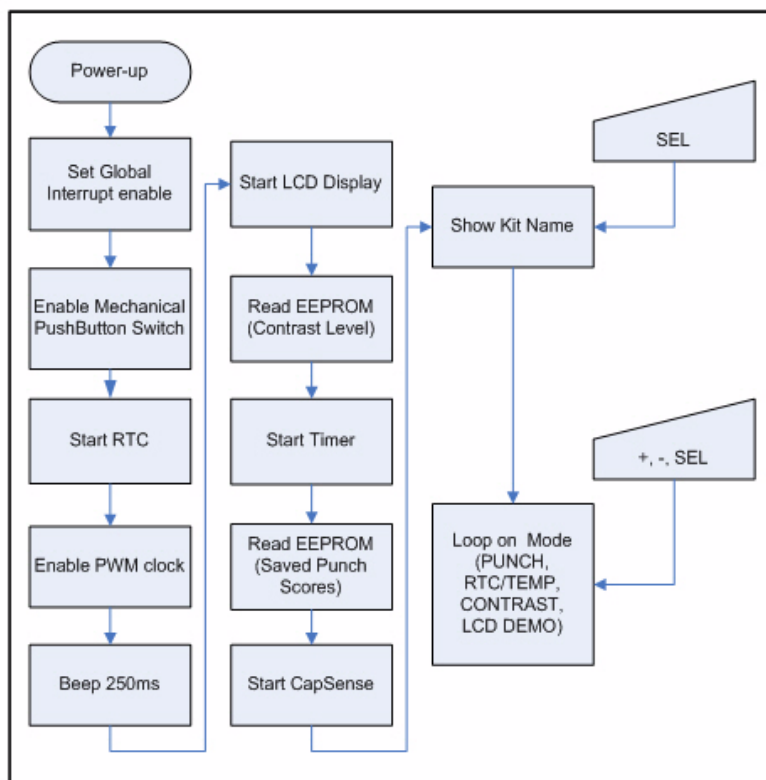 Power-up
Set Global
Interrupt enable
Enable Mechanical
PushButton Switch
Start RTC
Enable PWM clock
Beep 250ms
Start LCD Display
Read EEPROM
(Contrast Level)
Start Timer
Read EEPROM
(Saved Punch
Scores)
Start CapSense
SEL
Show Kit Name
+, -, SEL
Loop on Mode
(PUNCH,
RTC/TEMP,
CONTRAST,
LCD DEMO)